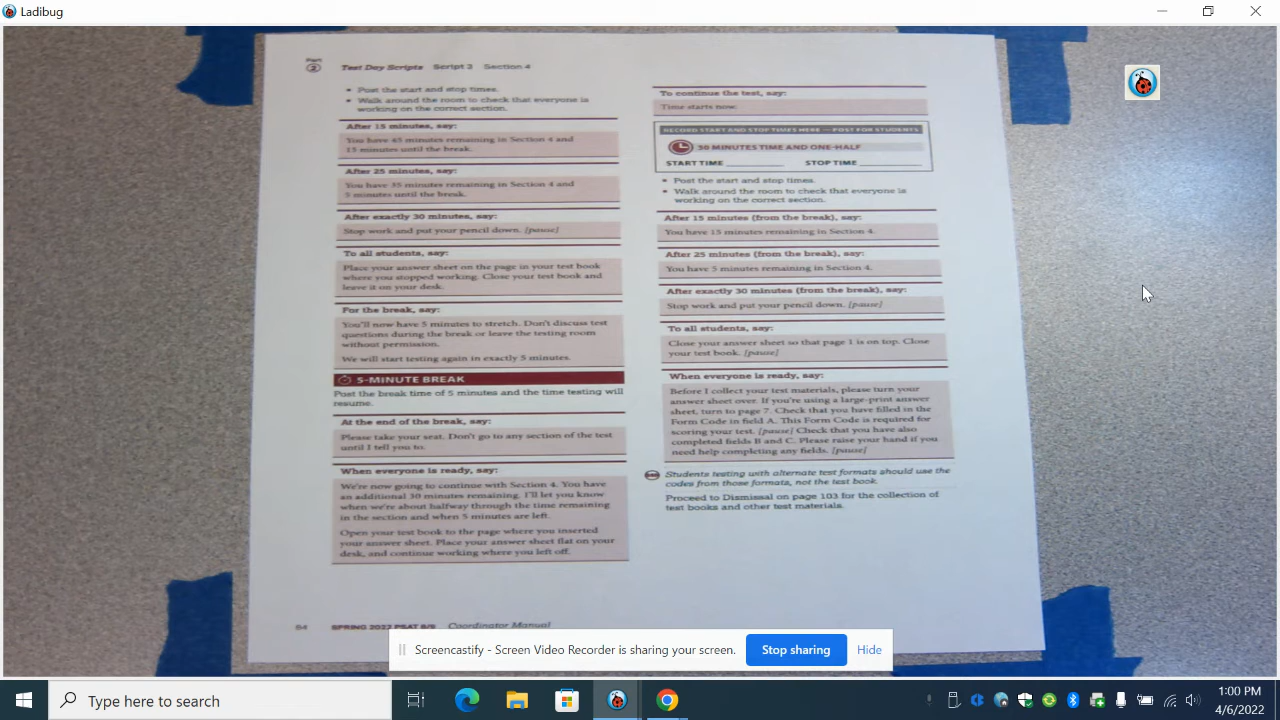 Ladibug
Part
2
Test Day Scripts Script 3 Section 4
• Post the start and stop times.
• Walk around the room to check that everyone is
working on the correct section.
After 15 minutes, say:
You have 45 minutes remaining in Section 4 and
15 minutes until the break.
After 25 minutes, say:
You have 35 minutes remaining in Section 4 and
5 minutes until the break.
After exactly 30 minutes, say:
Stop work and put your pencil down. [pause]
To all students, say:
Place your answer sheet on the page in your test book
where you stopped working. Close your test book and
leave it on your desk.
For the break, say:
You'll now have 5 minutes to stretch. Don't discuss test
questions during the break or leave the testing room
without permission.
We will start testing again in exactly 5 minutes.
5-MINUTE BREAK
Post the break time of 5 minutes and the time testing will
resume.
At the end of the break, say:
Please take your seat. Don't go to any section of the test
until I tell you to.
When everyone is ready, say:
We're now going to continue with Section 4. You have
an additional 30 minutes remaining. I'll let you know
when we're about halfway through the time remaining
in the section and when 5 minutes are left.
Open your test book to the page where you inserted
your answer sheet. Place your answer sheet flat on your
desk, and continue working where you left off.
To continue the test, say:
Time starts now.
RECORD START AND STOP TIMES HERE — POST FOR STUDENTS
30 MINUTES TIME AND ONE-HALF
START TIME __________ STOP TIME __________
• Post the start and stop times.
• Walk around the room to check that everyone is
working on the correct section.
After 15 minutes (from the break), say:
You have 15 minutes remaining in Section 4.
After 25 minutes (from the break), say:
You have 5 minutes remaining in Section 4.
After exactly 30 minutes (from the break), say:
Stop work and put your pencil down. [pause]
To all students, say:
Close your answer sheet so that page 1 is on top. Close
your test book. [pause]
When everyone is ready, say:
Before I collect your test materials, please turn your
answer sheet over. If you're using a large-print answer
sheet, turn to page 7. Check that you have filled in the
Form Code in field A. This Form Code is required for
scoring your test. [pause] Check that you have also
completed fields B and C. Please raise your hand if you
need help completing any fields. [pause]
Students testing with alternate test formats should use the
codes from those formats, not the test book.
Proceed to Dismissal on page 103 for the collection of
test books and other test materials.
SPRING 2022 PSAT 8/9 Coordinator Manual
Screencastify - Screen Video Recorder is sharing your screen.
Stop sharing
Hide
Type here to search
1:00 PM
4/6/2022